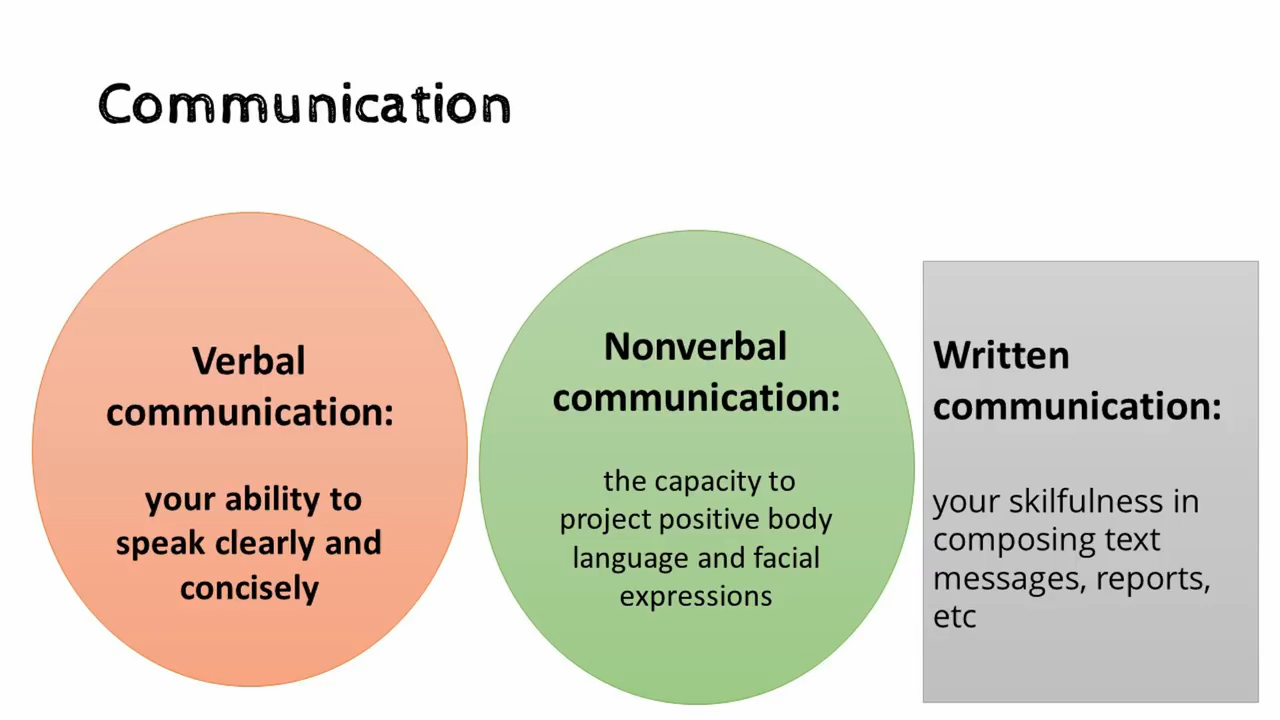 Communication
Verbal
communication:
your ability to
speak clearly and
concisely
Nonverbal
communication:
the capacity to
project positive body
language and facial
expressions
Written
communication:
your skilfulness in
composing text
messages, reports,
etc